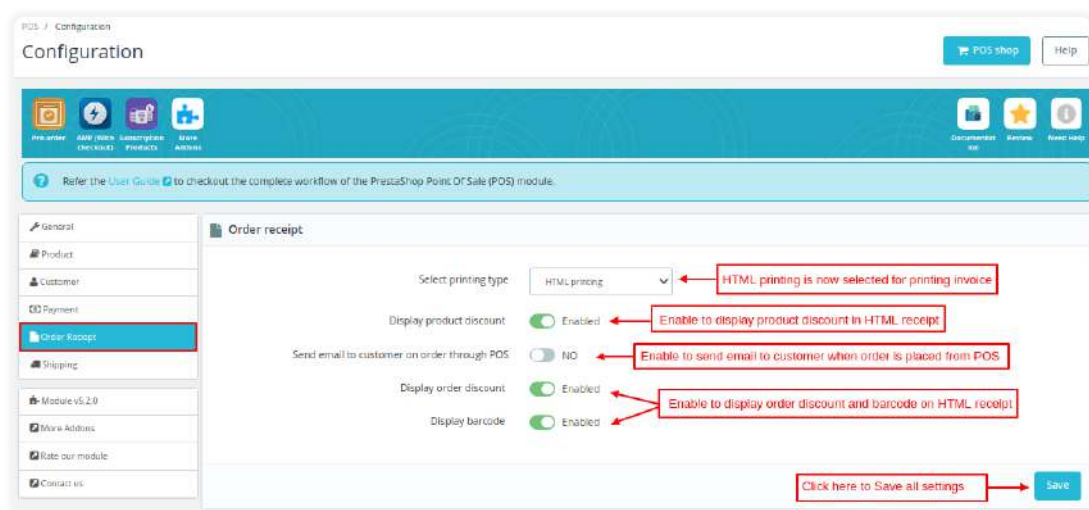 POS / Configuration
Configuration
POS shop
Help
Pre-order
AMP (With checkout)
Subscription Products
More Addons
Documentation
Review
Need Help
Refer the User Guide to checkout the complete workflow of the PrestaShop Point Of Sale (POS) module.
General
Product
Customer
Payment
Order Receipt
Shipping
Module v5.2.0
More Addons
Rate our module
Contact us
Order receipt
Select printing type
HTML printing
HTML printing is now selected for printing invoice
Display product discount
Enabled
Enable to display product discount in HTML receipt
Send email to customer on order through POS
NO
Enable to send email to customer when order is placed from POS
Display order discount
Enabled
Enable to display order discount and barcode on HTML receipt
Display barcode
Enabled
Click here to Save all settings
Save